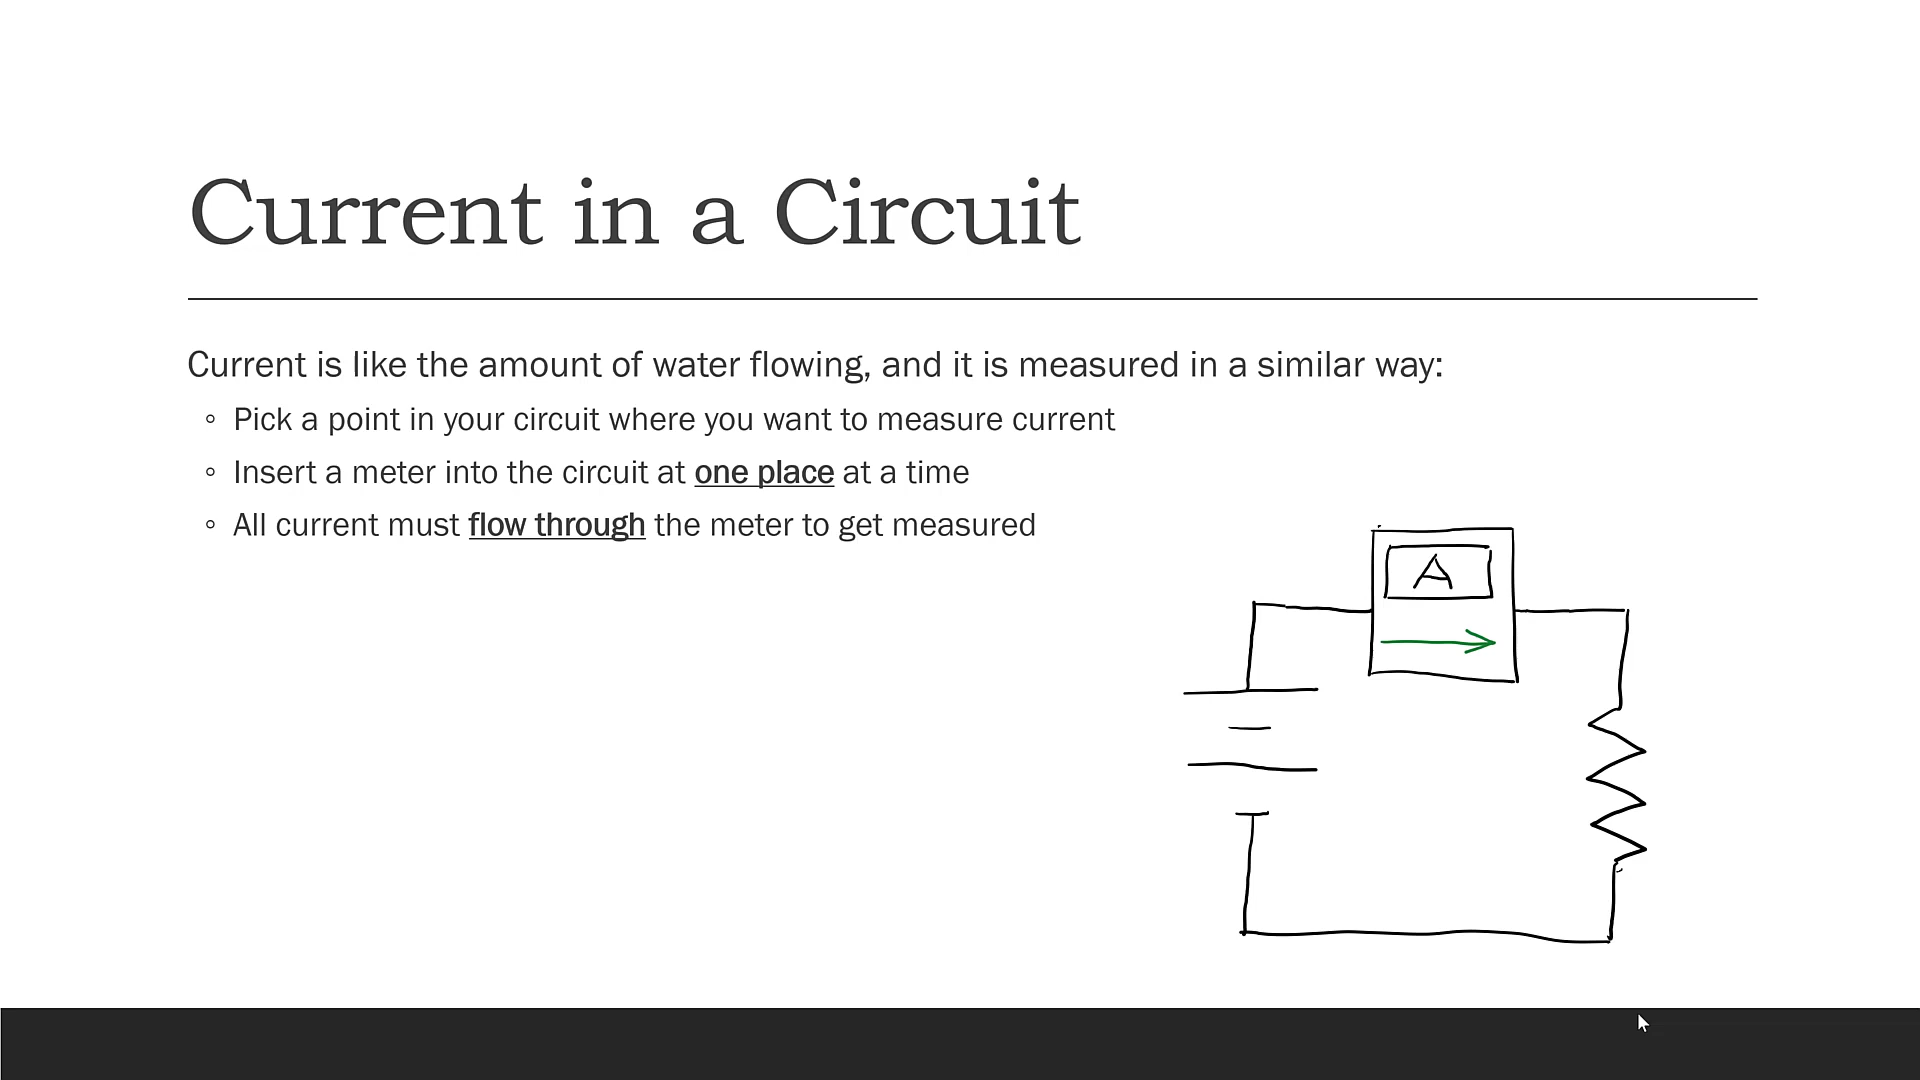 Current in a Circuit
Current is like the amount of water flowing, and it is measured in a similar way:
◦ Pick a point in your circuit where you want to measure current
◦ Insert a meter into the circuit at one place at a time
◦ All current must flow through the meter to get measured
A